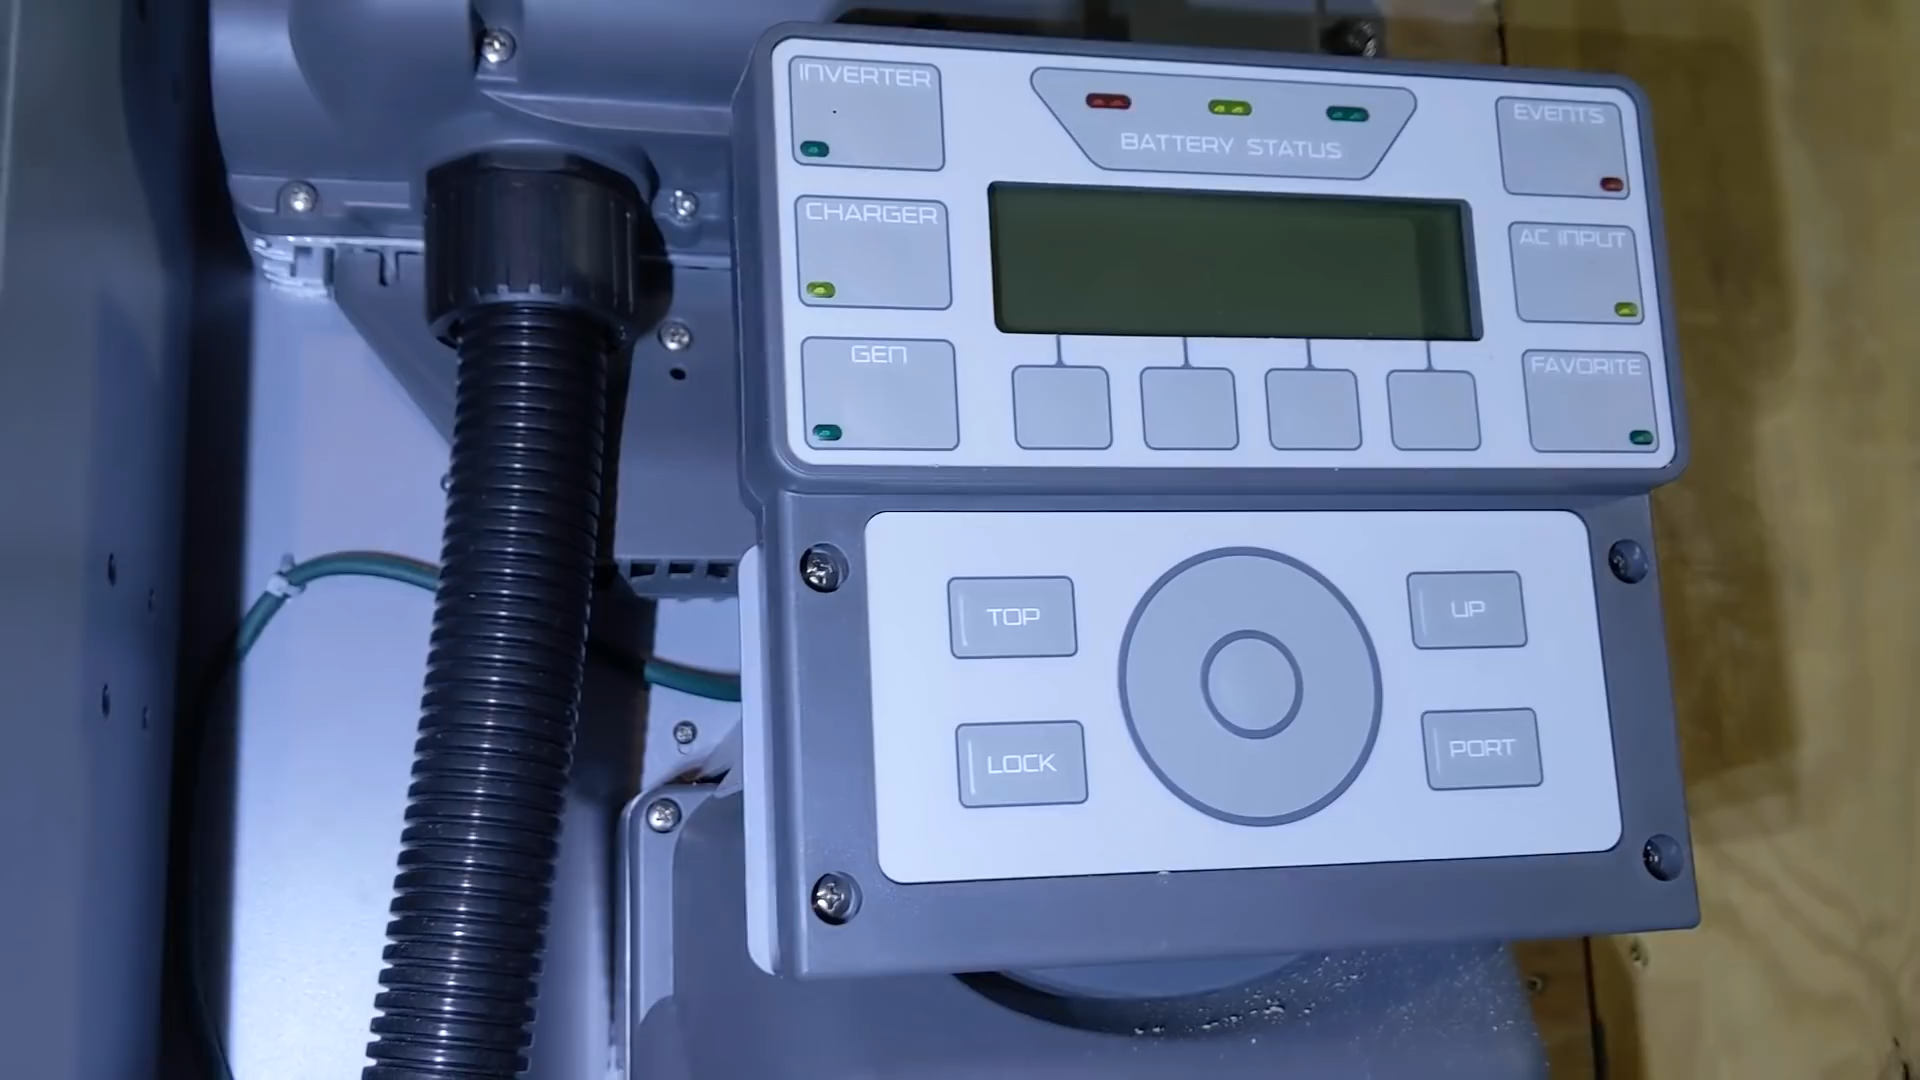 INVERTER
BATTERY STATUS
EVENTS
CHARGER
AC INPUT
GEN
FAVORITE
TOP
UP
LOCK
PORT